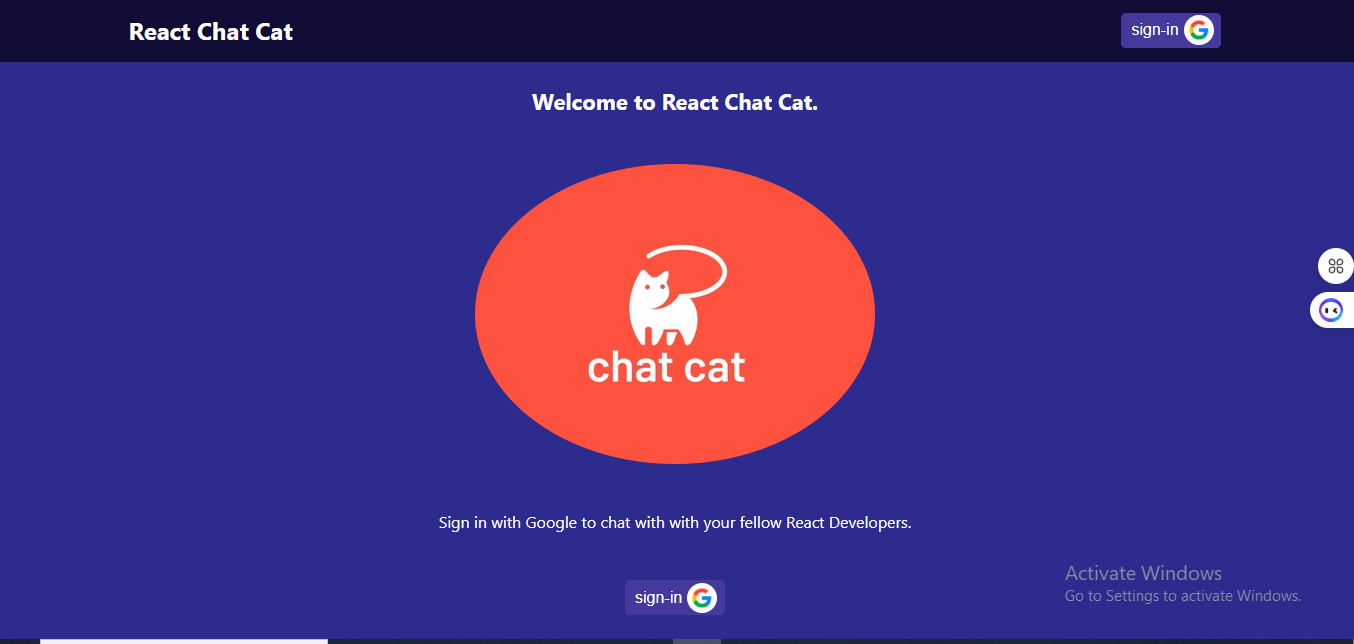 React Chat Cat
sign-in
Welcome to React Chat Cat.
chat cat
Sign in with Google to chat with with your fellow React Developers.
Activate Windows
Go to Settings to activate Windows.
sign-in